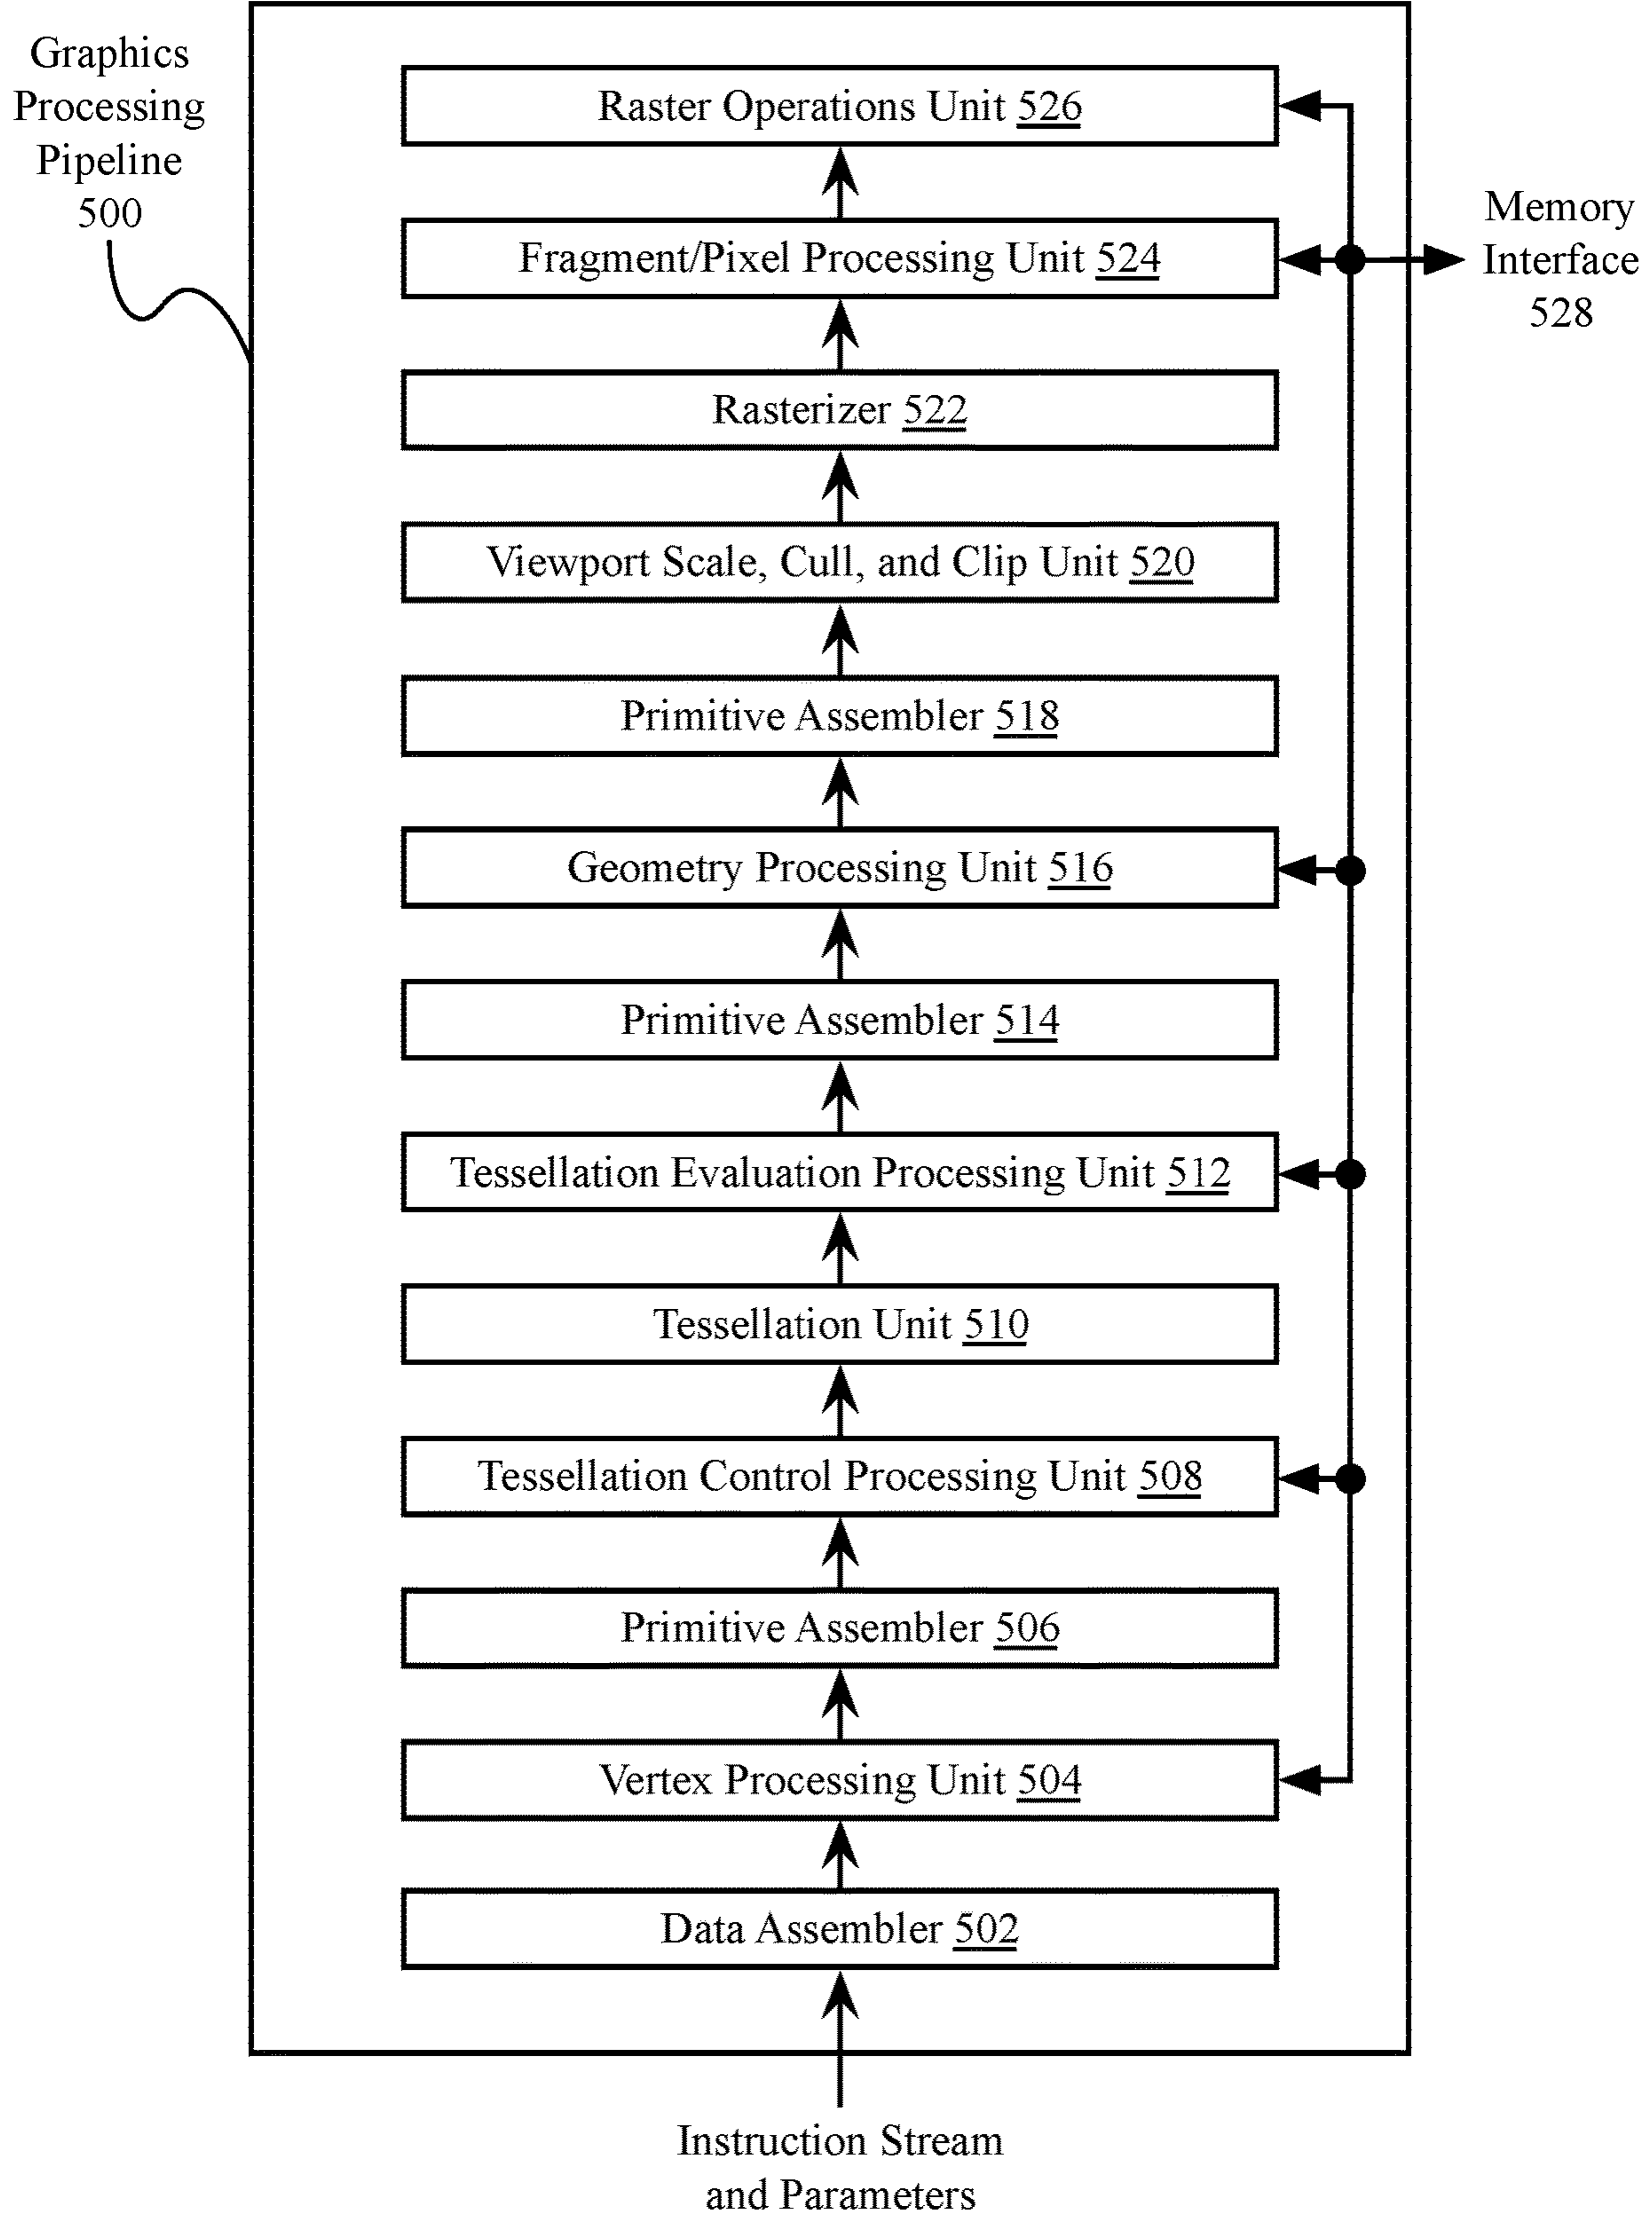 Graphics
Processing
Pipeline
500
Raster Operations Unit 526
Fragment/Pixel Processing Unit 524
Memory
Interface
528
Rasterizer 522
Viewport Scale, Cull, and Clip Unit 520
Primitive Assembler 518
Geometry Processing Unit 516
Primitive Assembler 514
Tessellation Evaluation Processing Unit 512
Tessellation Unit 510
Tessellation Control Processing Unit 508
Primitive Assembler 506
Vertex Processing Unit 504
Data Assembler 502
Instruction Stream
and Parameters